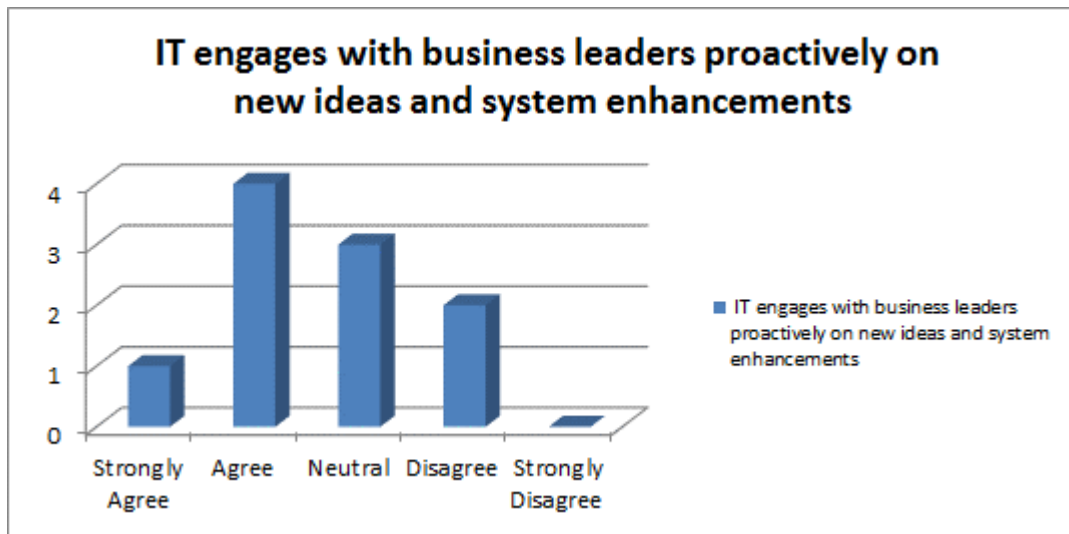 IT engages with business leaders proactively on
new ideas and system enhancements
4
3
2
1
0
Strongly Agree
Agree
Neutral
Disagree
Strongly Disagree
IT engages with business leaders
proactively on new ideas and system
enhancements